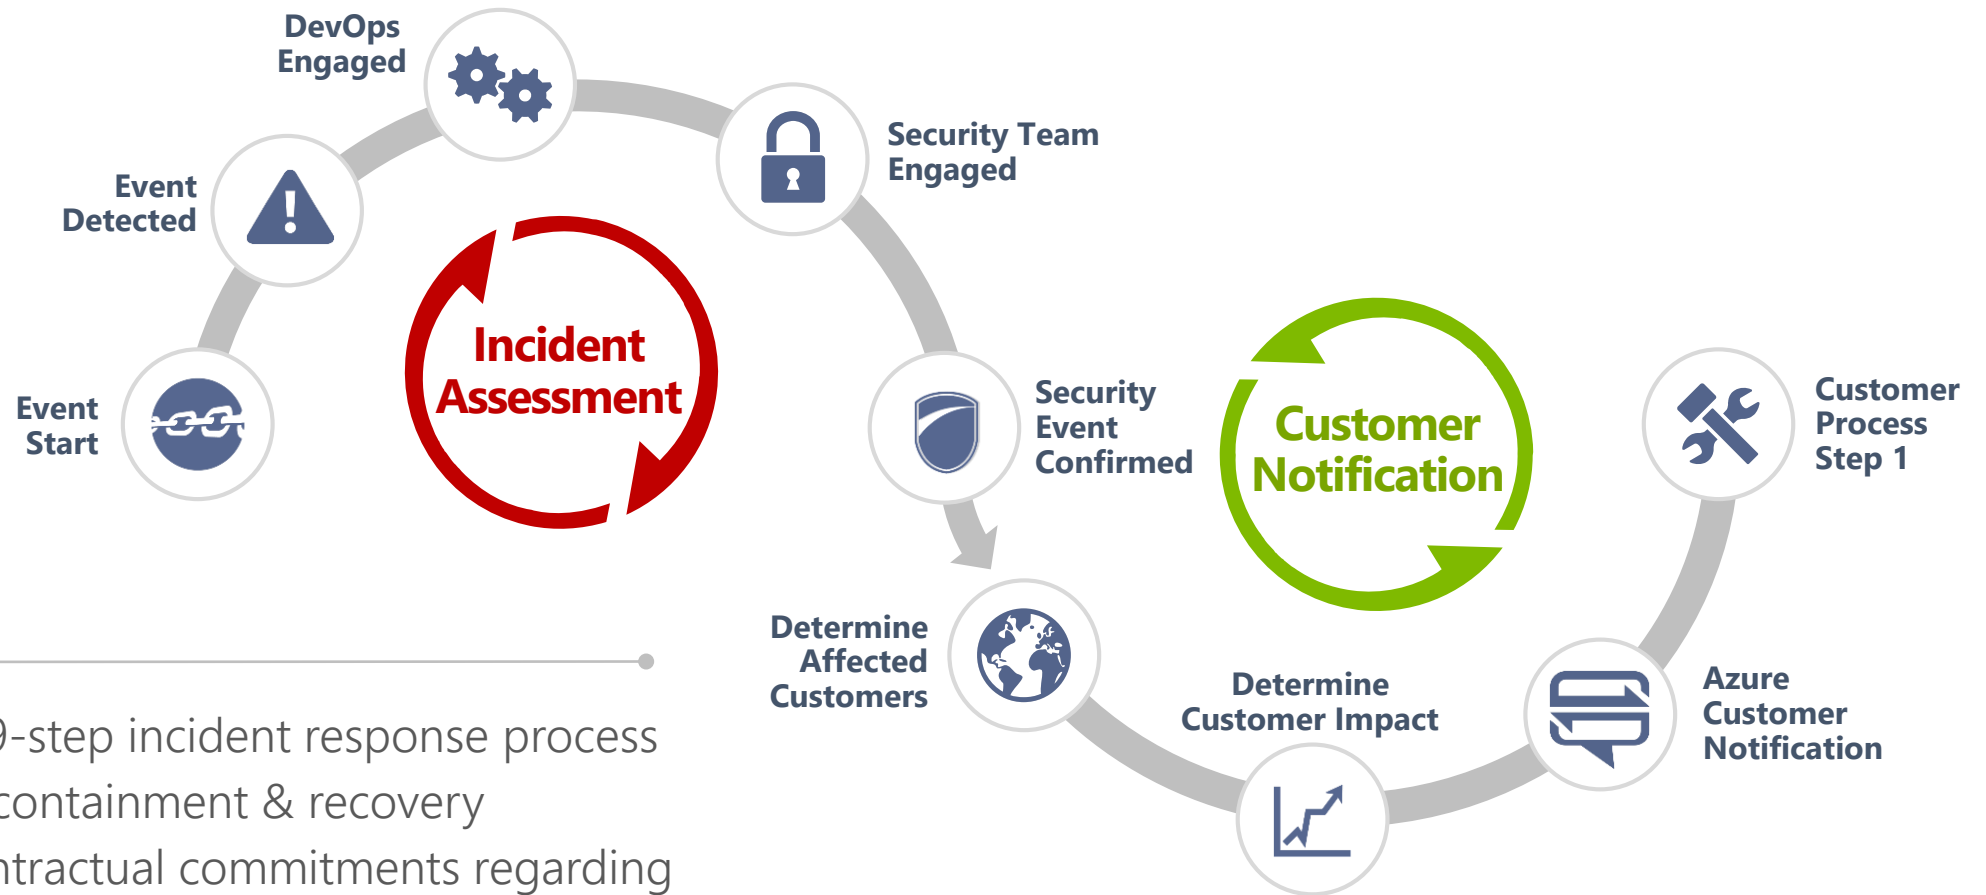 DevOps
Engaged
Event
Detected
Security Team
Engaged
Incident
Assessment
Event
Start
Security
Event
Confirmed
Customer
Notification
Customer
Process
Step 1
Determine
Affected
Customers
Determine
Customer Impact
Azure
Customer
Notification
9-step incident response process
containment & recovery
commitments regarding